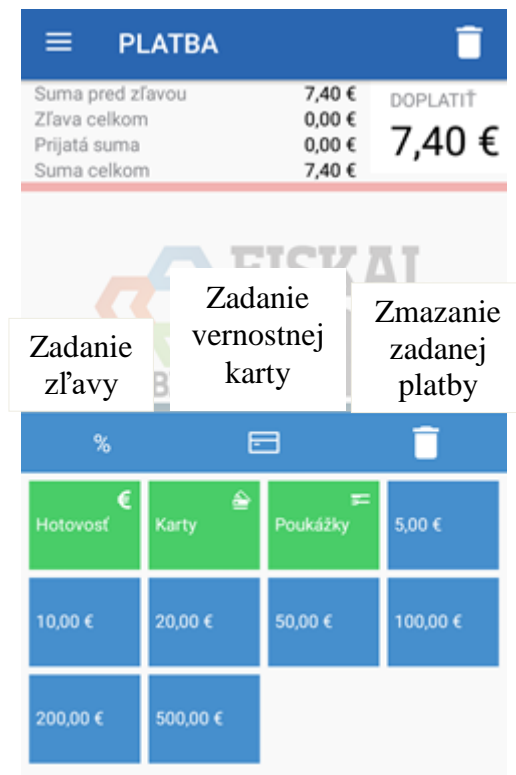 PLATBA
Suma pred zľavou 7,40 €
Zľava celkom 0,00 €
Prijatá suma 0,00 €
Suma celkom 7,40 €
DOPLATIŤ
7,40 €
FISKAL
Zadanie
zľavy
Zadanie
vernostnej
karty
Zmazanie
zadanej
platby
B
%
Hotovosť €
Karty
Poukážky
5,00 €
10,00 €
20,00 €
50,00 €
100,00 €
200,00 €
500,00 €